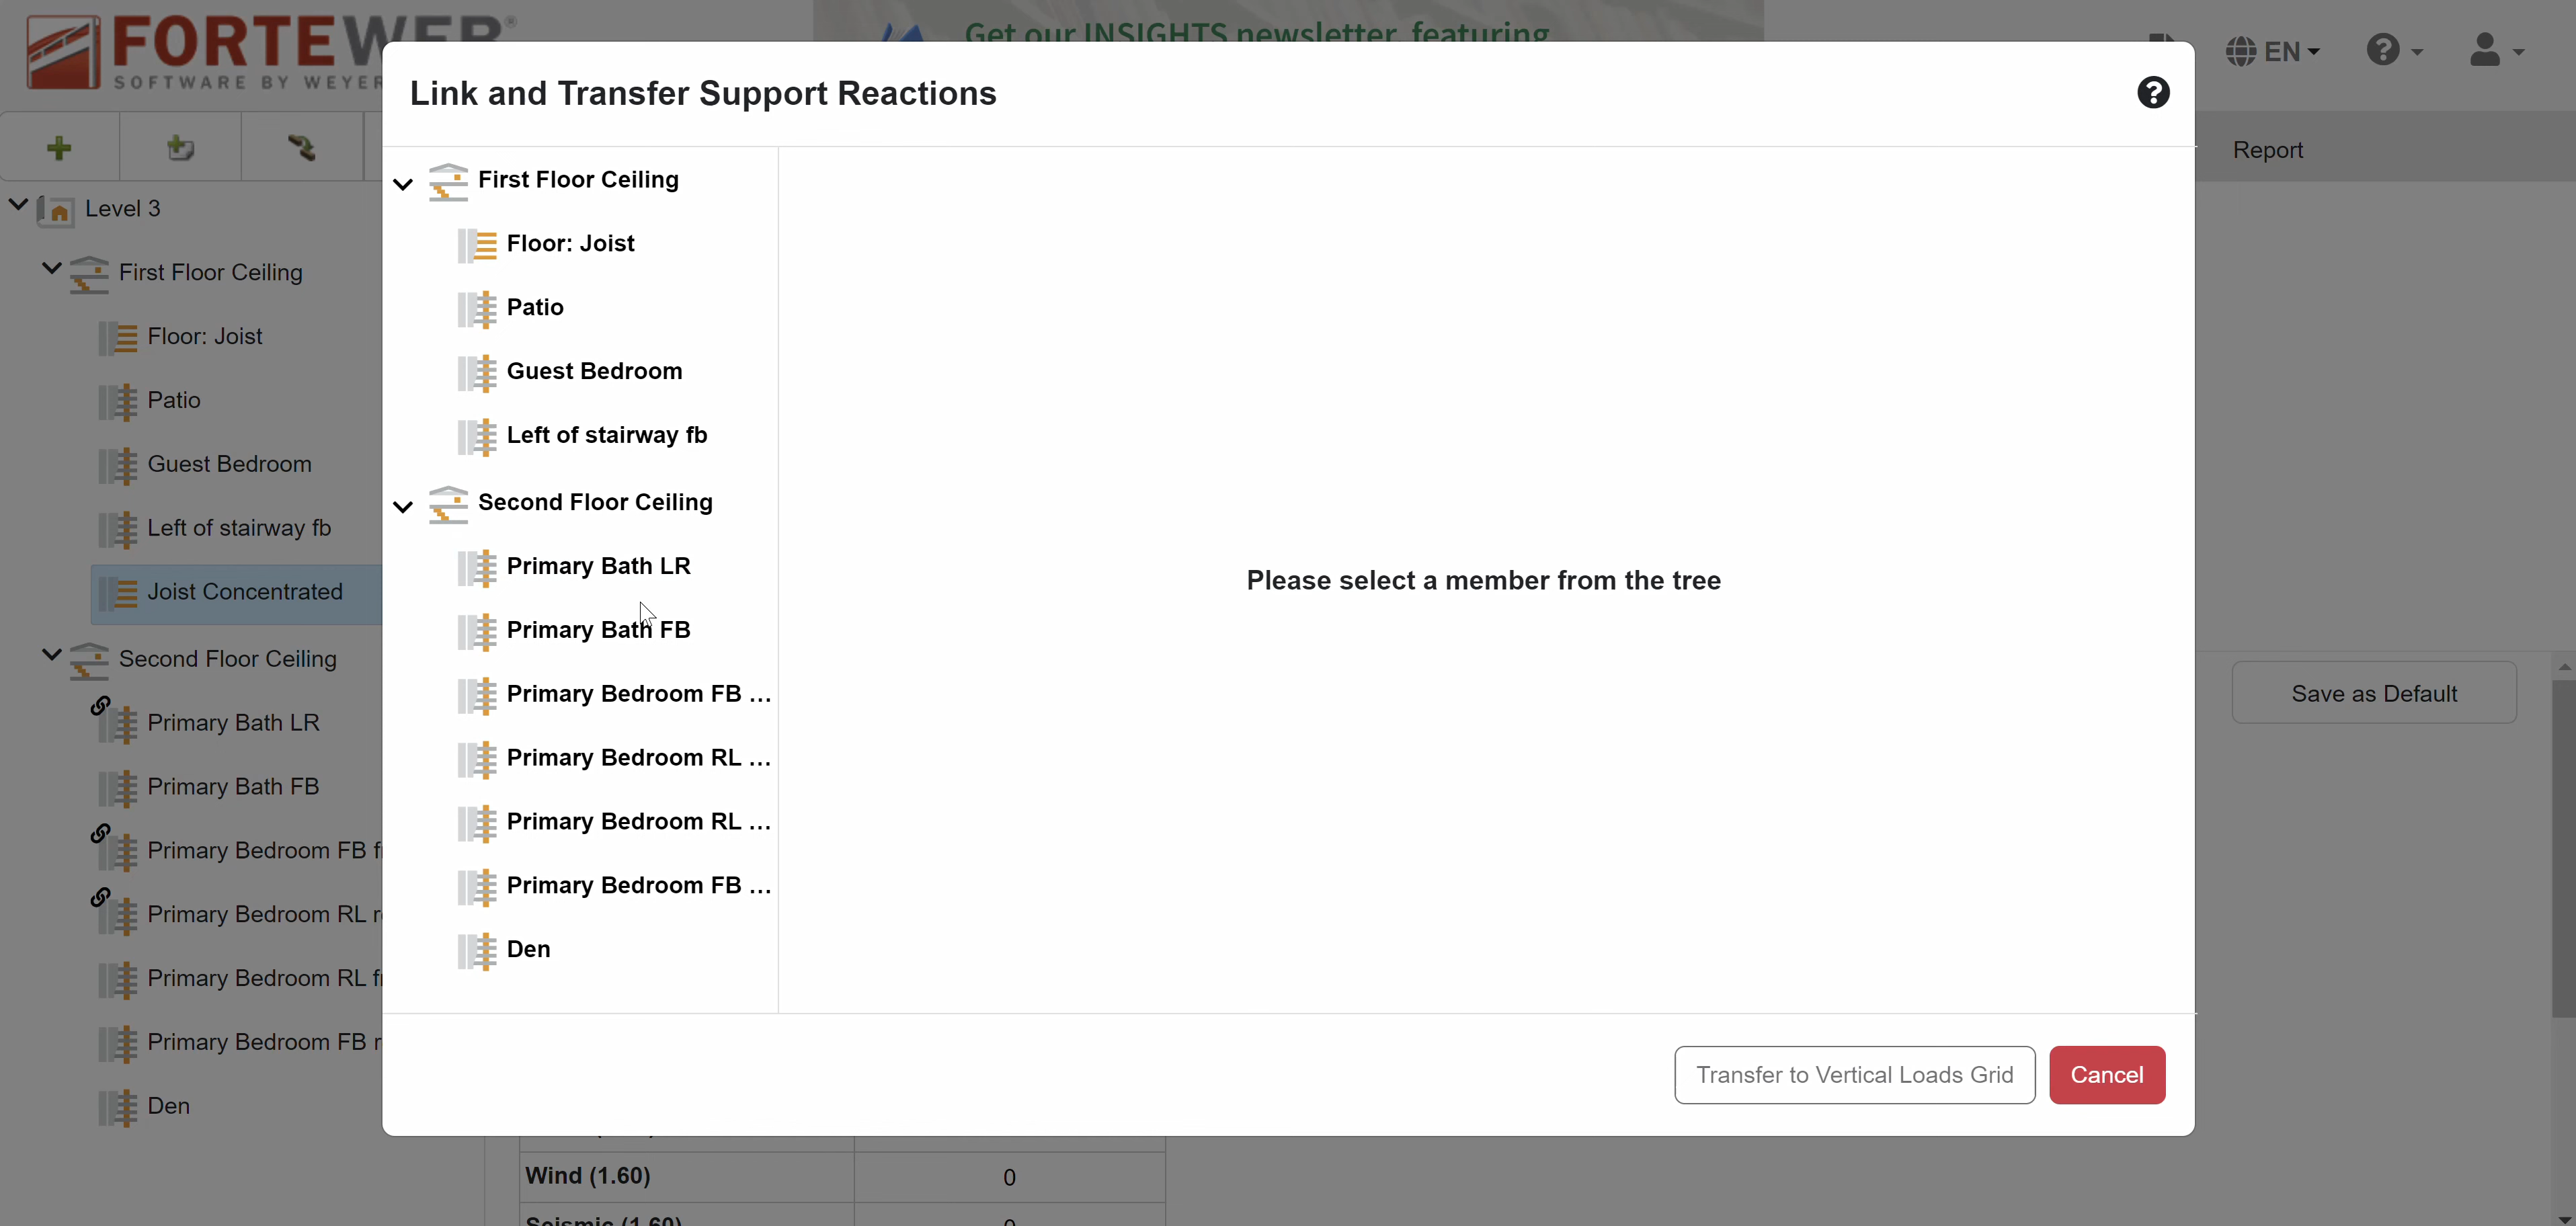 FORTEWEB®
SOFTWARE BY WEYER
Get our INSIGHTS newsletter, featuring
EN
Report
Level 3
First Floor Ceiling
Floor: Joist
Patio
Guest Bedroom
Left of stairway fb
Joist Concentrated
Second Floor Ceiling
Primary Bath LR
Primary Bath FB
Primary Bedroom FB
Primary Bedroom RL
Primary Bedroom RL
Primary Bedroom FB
Den
Link and Transfer Support Reactions
First Floor Ceiling
Floor: Joist
Patio
Guest Bedroom
Left of stairway fb
Second Floor Ceiling
Primary Bath LR
Primary Bath FB
Primary Bedroom FB ...
Primary Bedroom RL ...
Primary Bedroom RL ...
Primary Bedroom FB ...
Den
Please select a member from the tree
Transfer to Vertical Loads Grid
Cancel
Save as Default
Wind (1.60) 0
Seismic (1.60) 0